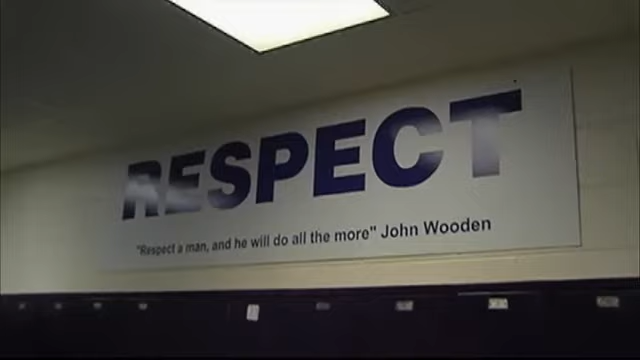 RESPECT
"Respect a man, and he will do all the more" John Wooden